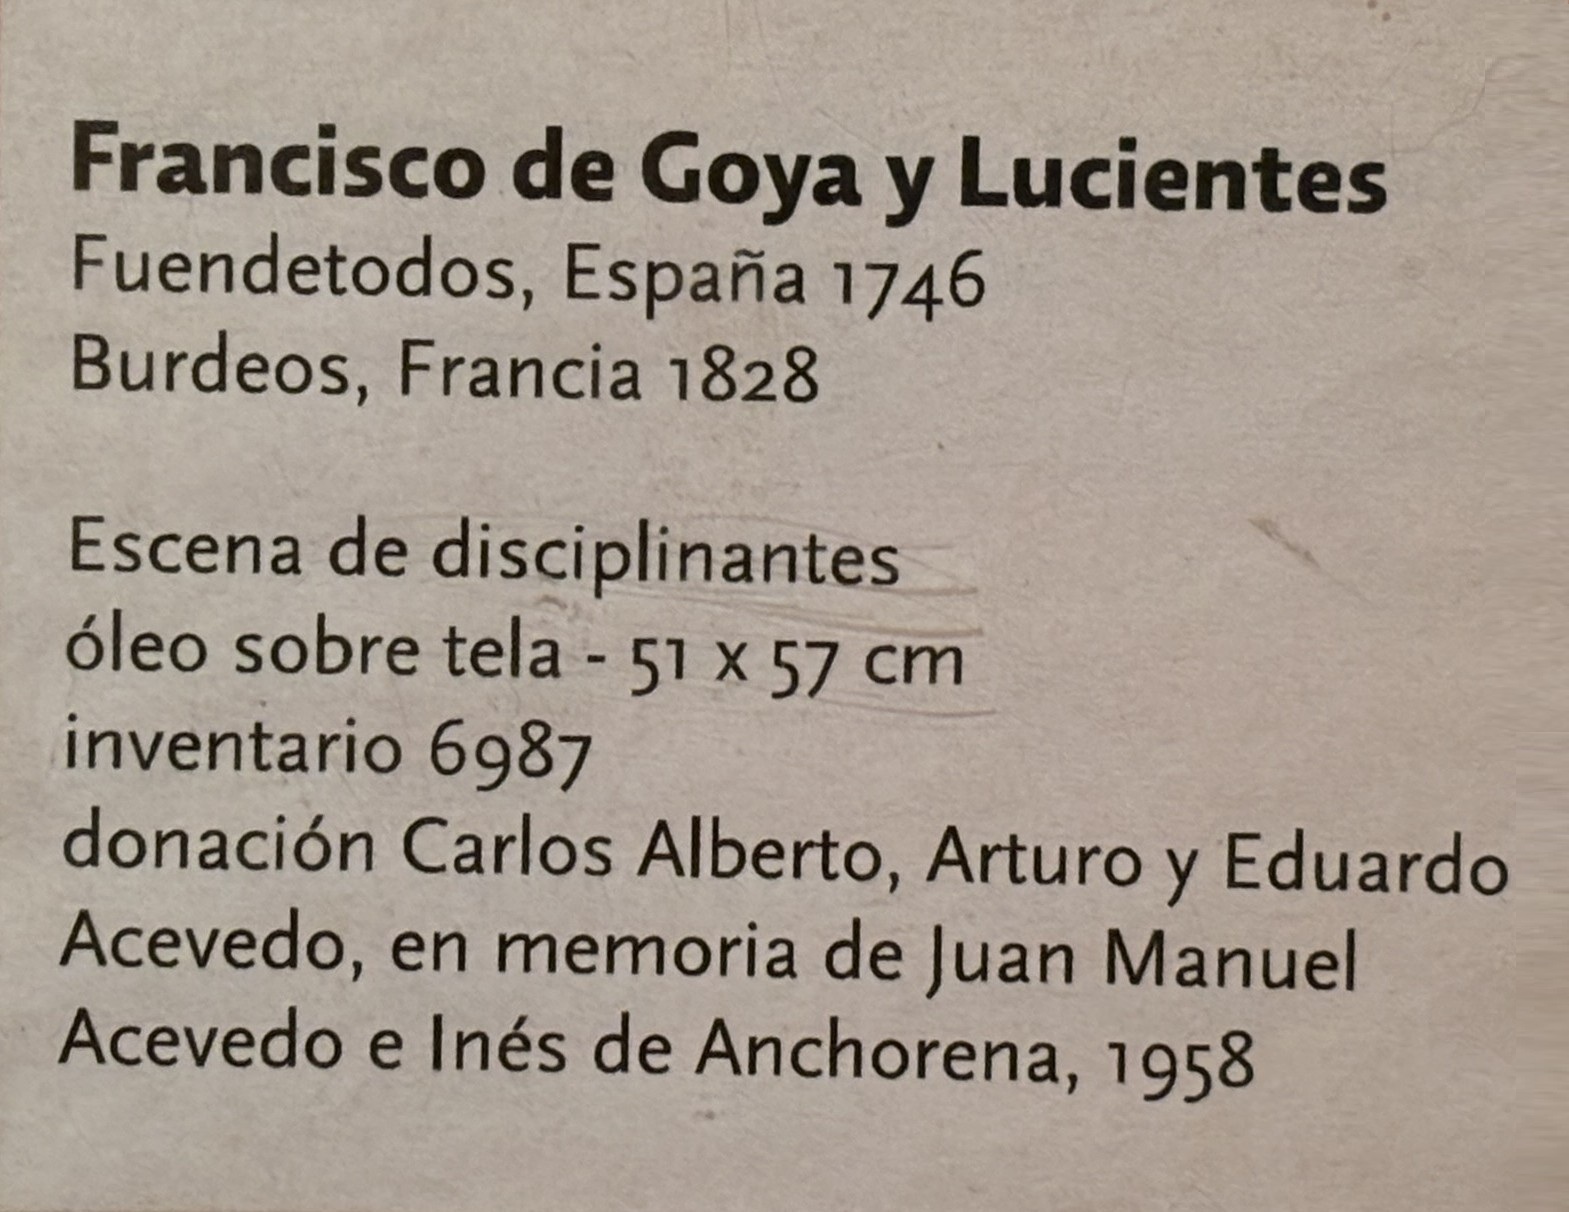 Francisco de Goya y Lucientes
Fuendetodos, España 1746
Burdeos, Francia 1828
Escena de disciplinantes
óleo sobre tela - 51 x 57 cm
inventario 6987
donación Carlos Alberto, Arturo y Eduardo
Acevedo, en memoria de Juan Manuel
Acevedo e Inés de Anchorena, 1958